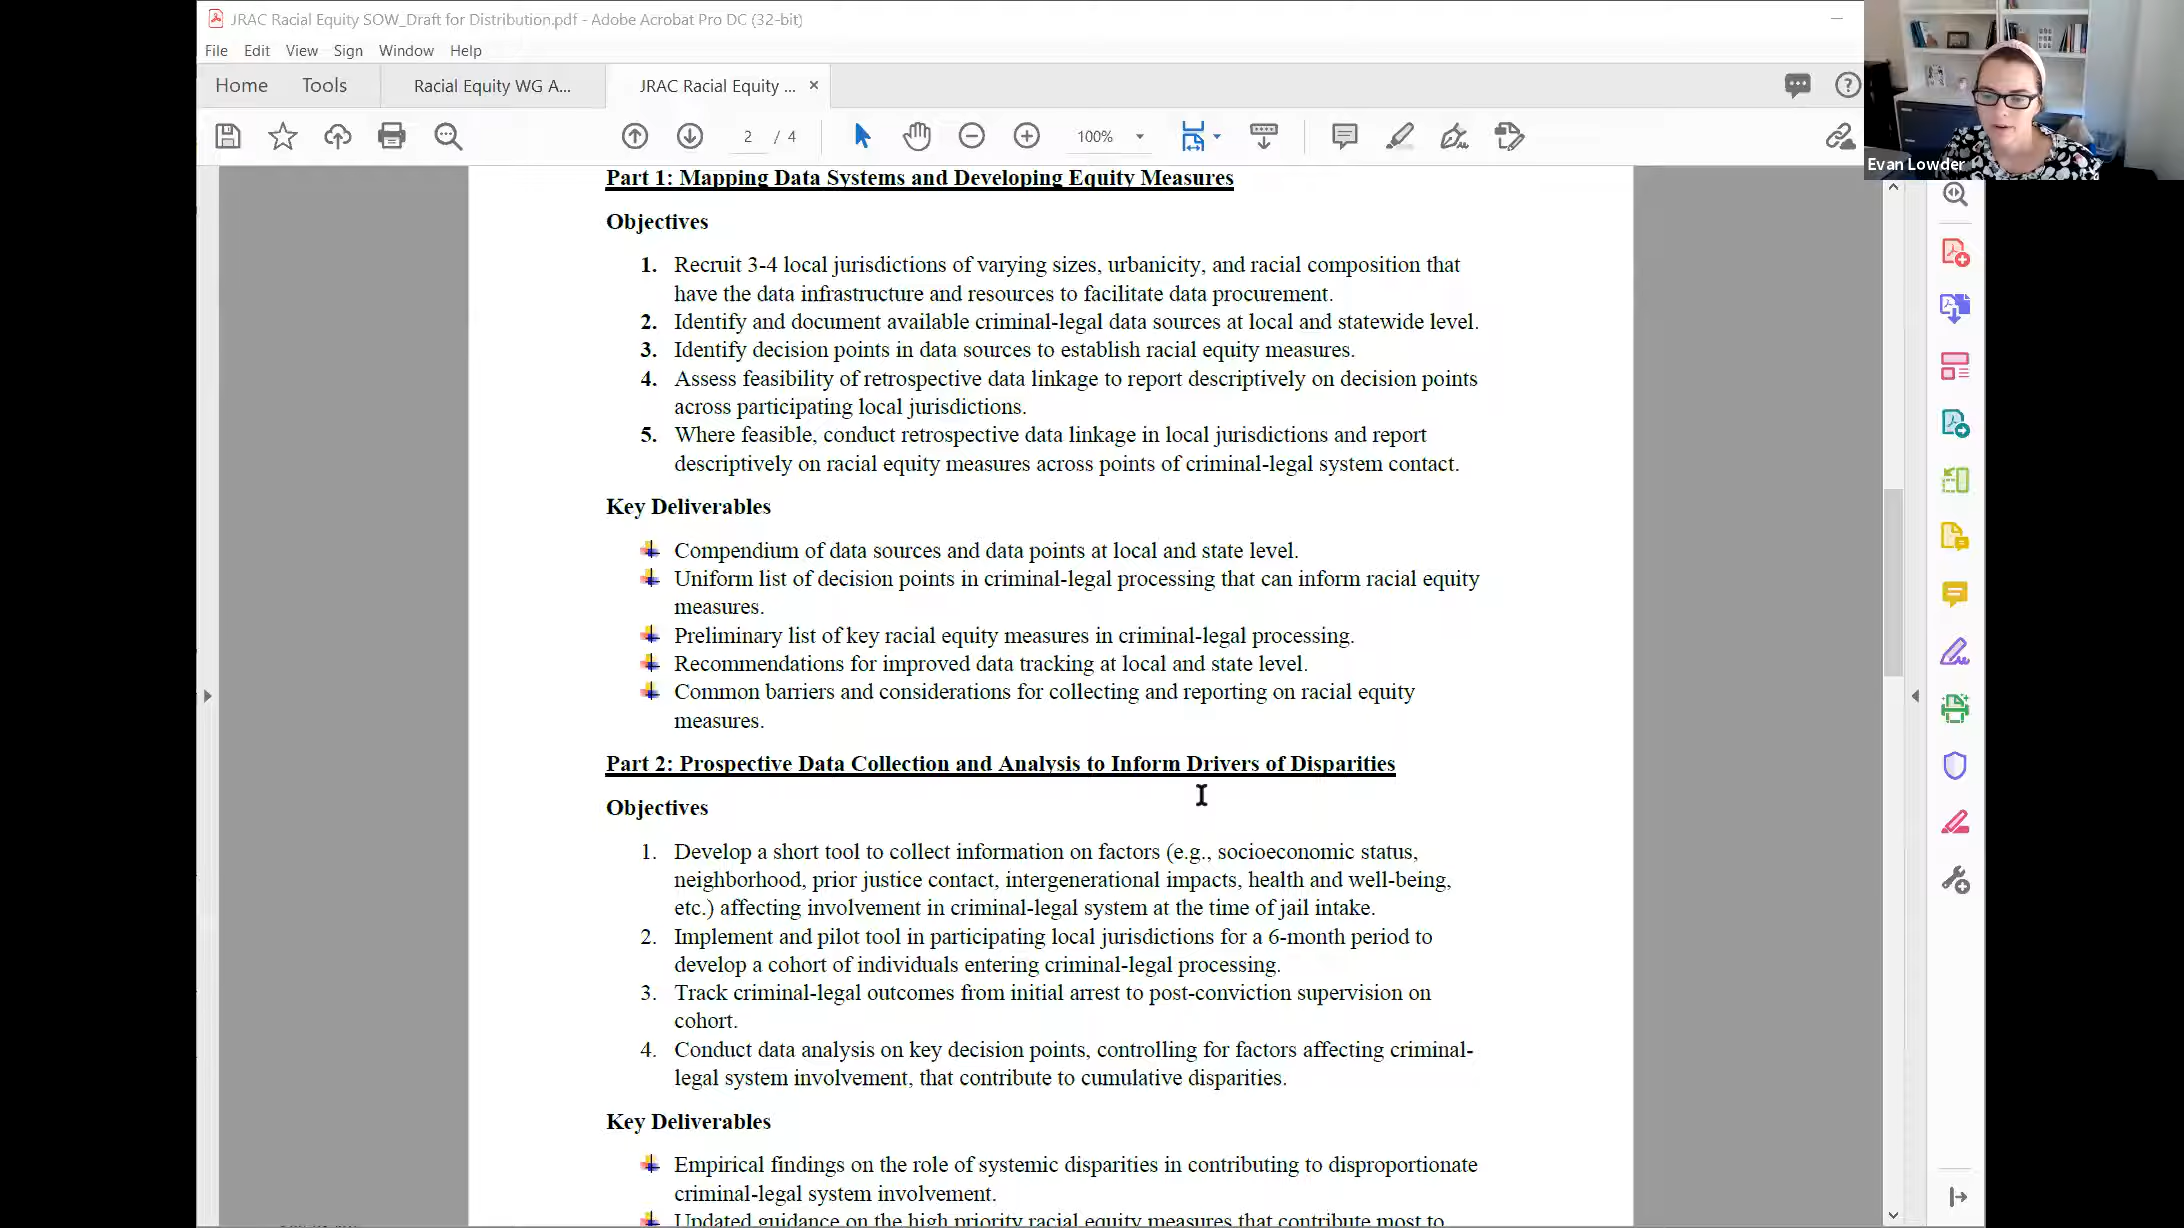 JRAC Racial Equity SOW_Draft for Distribution.pdf - Adobe Acrobat Pro DC (32-bit)
File Edit View Sign Window Help
Home Tools Racial Equity WG A... JRAC Racial Equity ... ×
2 / 4 100%
Evan Lowder
Part 1: Mapping Data Systems and Developing Equity Measures
Objectives
1. Recruit 3-4 local jurisdictions of varying sizes, urbanicity, and racial composition that
have the data infrastructure and resources to facilitate data procurement.
2. Identify and document available criminal-legal data sources at local and statewide level.
3. Identify decision points in data sources to establish racial equity measures.
4. Assess feasibility of retrospective data linkage to report descriptively on decision points
across participating local jurisdictions.
5. Where feasible, conduct retrospective data linkage in local jurisdictions and report
descriptively on racial equity measures across points of criminal-legal system contact.
Key Deliverables
Compendium of data sources and data points at local and state level.
Uniform list of decision points in criminal-legal processing that can inform racial equity
measures.
Preliminary list of key racial equity measures in criminal-legal processing.
Recommendations for improved data tracking at local and state level.
Common barriers and considerations for collecting and reporting on racial equity
measures.
Part 2: Prospective Data Collection and Analysis to Inform Drivers of Disparities
Objectives
1. Develop a short tool to collect information on factors (e.g., socioeconomic status,
neighborhood, prior justice contact, intergenerational impacts, health and well-being,
etc.) affecting involvement in criminal-legal system at the time of jail intake.
2. Implement and pilot tool in participating local jurisdictions for a 6-month period to
develop a cohort of individuals entering criminal-legal processing.
3. Track criminal-legal outcomes from initial arrest to post-conviction supervision on
cohort.
4. Conduct data analysis on key decision points, controlling for factors affecting criminal-
legal system involvement, that contribute to cumulative disparities.
Key Deliverables
Empirical findings on the role of systemic disparities in contributing to disproportionate
criminal-legal system involvement.
Updated guidance on the high priority racial equity measures that contribute most to